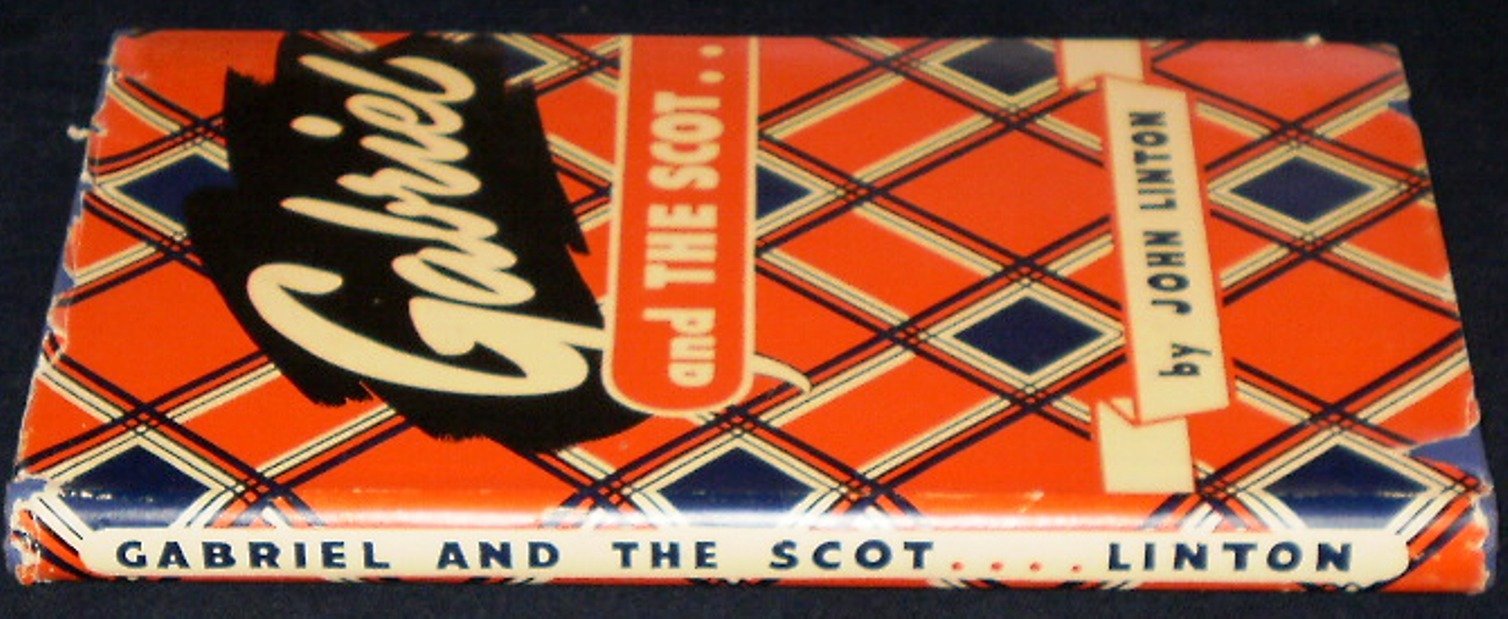 Gabriel
and THE SCOT..
by JOHN LINTON
GABRIEL AND THE SCOT....LINTON